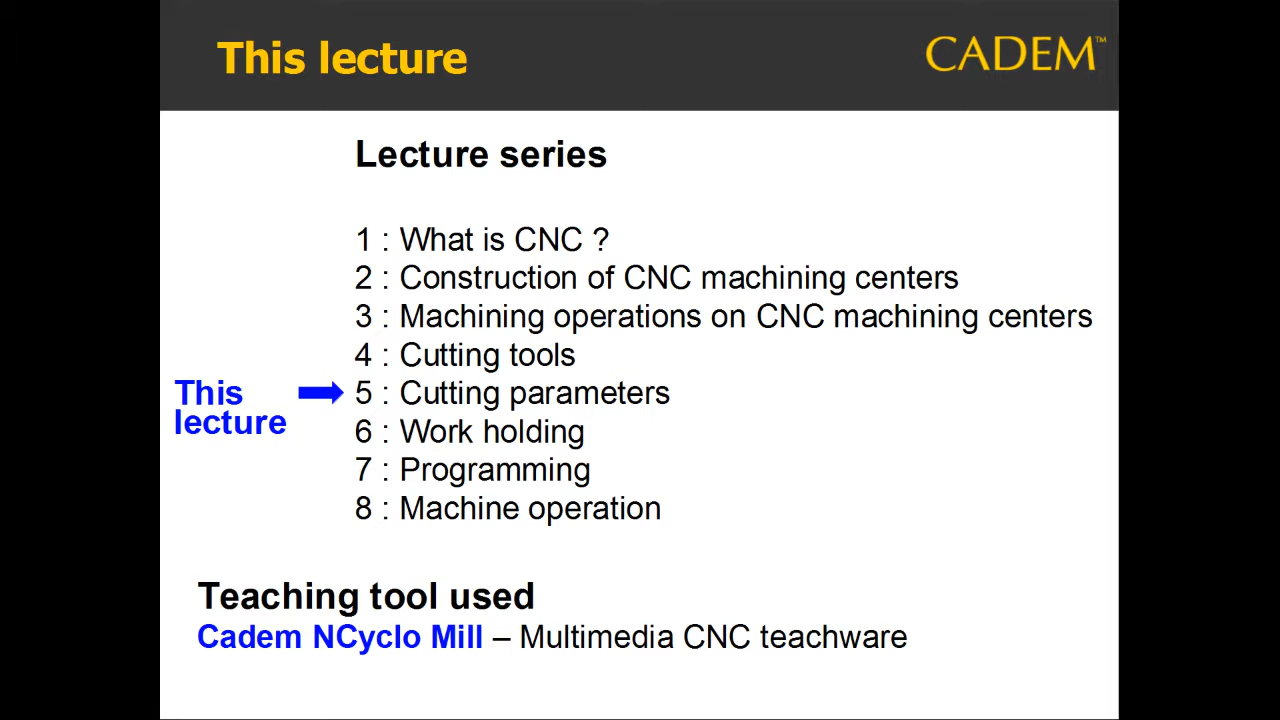 This lecture
CADEM™
Lecture series
1 : What is CNC ?
2 : Construction of CNC machining centers
3 : Machining operations on CNC machining centers
4 : Cutting tools
This
lecture
5 : Cutting parameters
6 : Work holding
7 : Programming
8 : Machine operation
Teaching tool used
Cadem NCyclo Mill – Multimedia CNC teachware